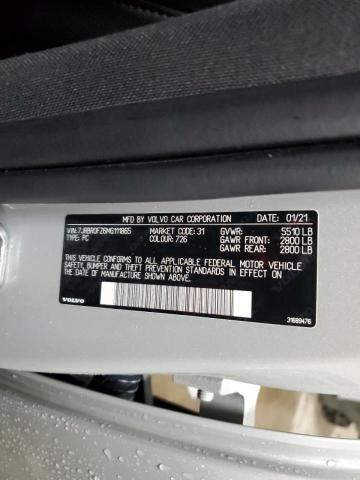 MFD BY VOLVO CAR CORPORATION DATE: 01/21
VIN: 7JRBR0FZ6MG111865 MARKET CODE: 31 GVWR: 5510 LB
TYPE: PC COLOUR: 726 GAWR FRONT: 2800 LB
GAWR REAR: 2800 LB
THIS VEHICLE CONFORMS TO ALL APPLICABLE FEDERAL MOTOR VEHICLE
SAFETY, BUMPER AND THEFT PREVENTION STANDARDS IN EFFECT ON THE
DATE OF MANUFACTURE SHOWN ABOVE.
VOLVO
31689476